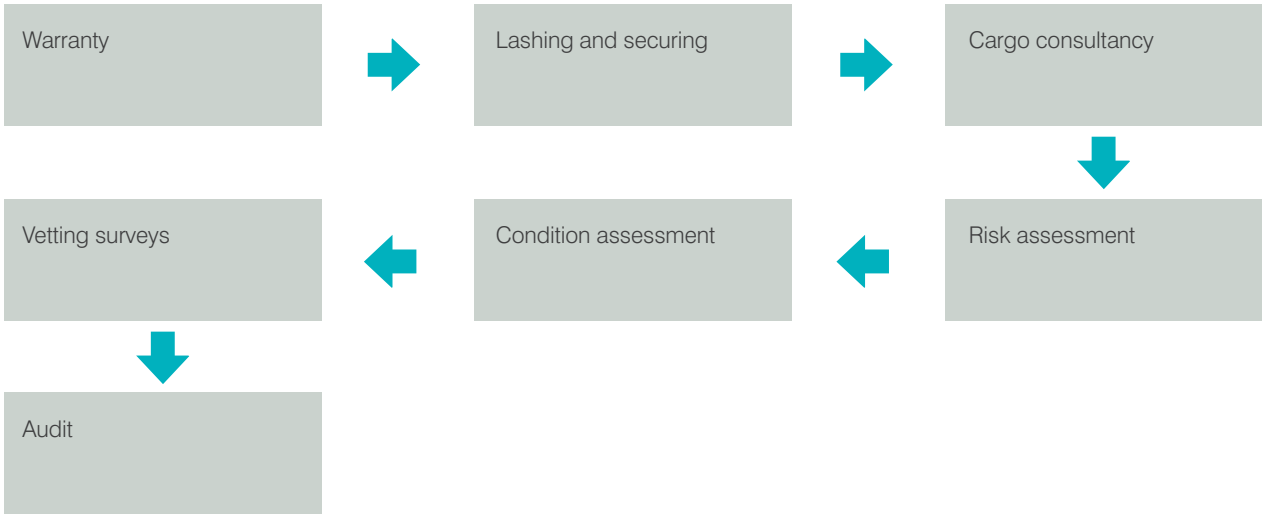 Warranty
Lashing and securing
Cargo consultancy
Risk assessment
Condition assessment
Vetting surveys
Audit